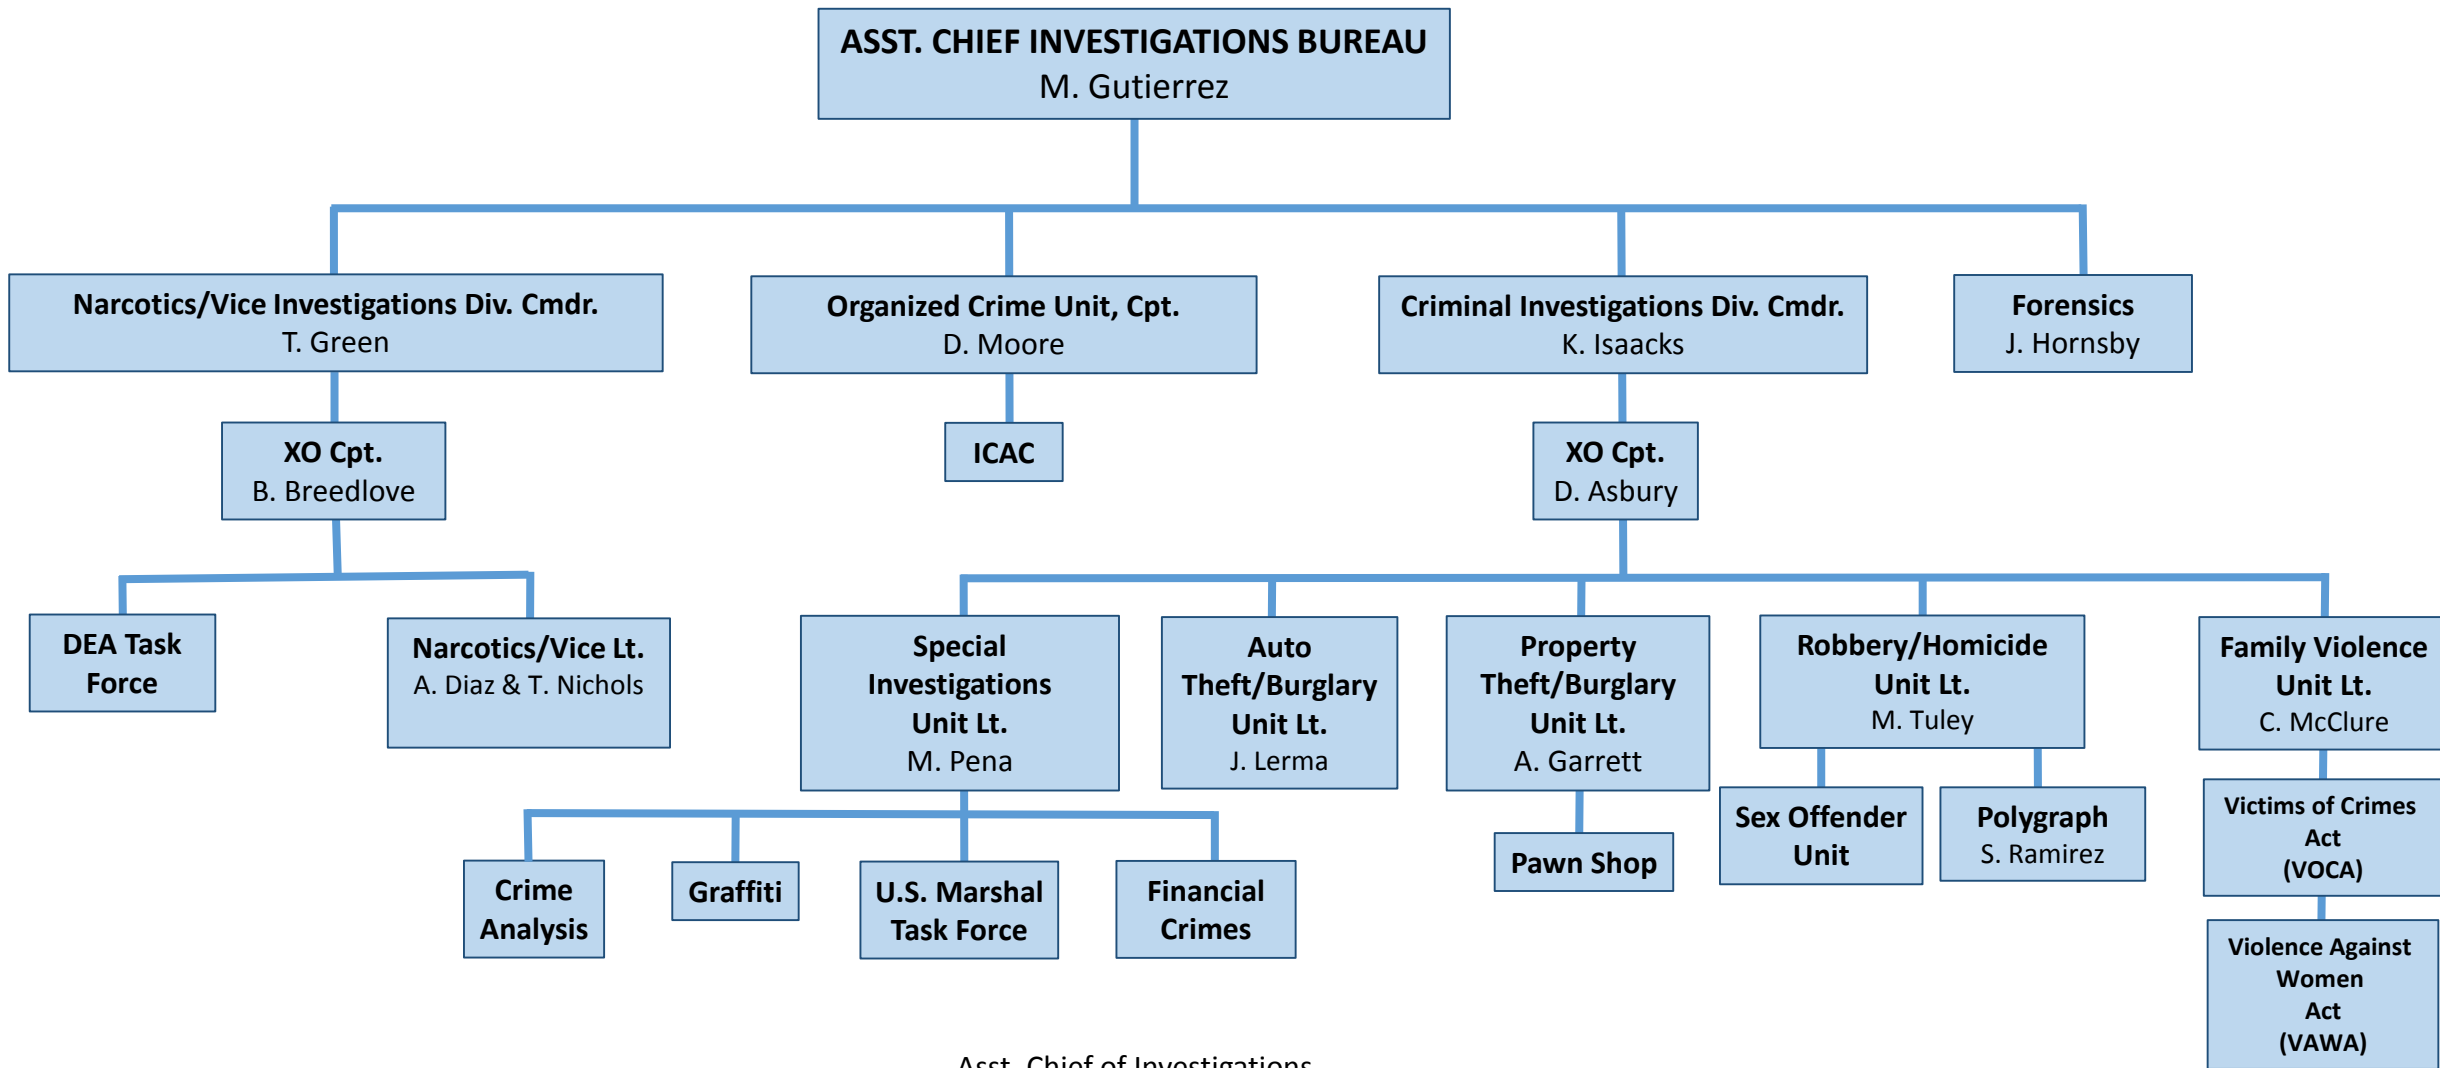 ASST. CHIEF INVESTIGATIONS BUREAU
M. Gutierrez
Narcotics/Vice Investigations Div. Cmdr.
T. Green
Organized Crime Unit, Cpt.
D. Moore
Criminal Investigations Div. Cmdr.
K. Isaacks
Forensics
J. Hornsby
XO Cpt.
B. Breedlove
ICAC
XO Cpt.
D. Asbury
DEA Task
Force
Narcotics/Vice Lt.
A. Diaz & T. Nichols
Special
Investigations
Unit Lt.
M. Pena
Auto
Theft/Burglary
Unit Lt.
J. Lerma
Property
Theft/Burglary
Unit Lt.
A. Garrett
Robbery/Homicide
Unit Lt.
M. Tuley
Family Violence
Unit Lt.
C. McClure
Crime
Analysis
Graffiti
U.S. Marshal
Task Force
Financial
Crimes
Pawn Shop
Sex Offender
Unit
Polygraph
S. Ramirez
Victims of Crimes
Act
(VOCA)
Violence Against
Women
Act
(VAWA)
Asst. Chief of Investigations